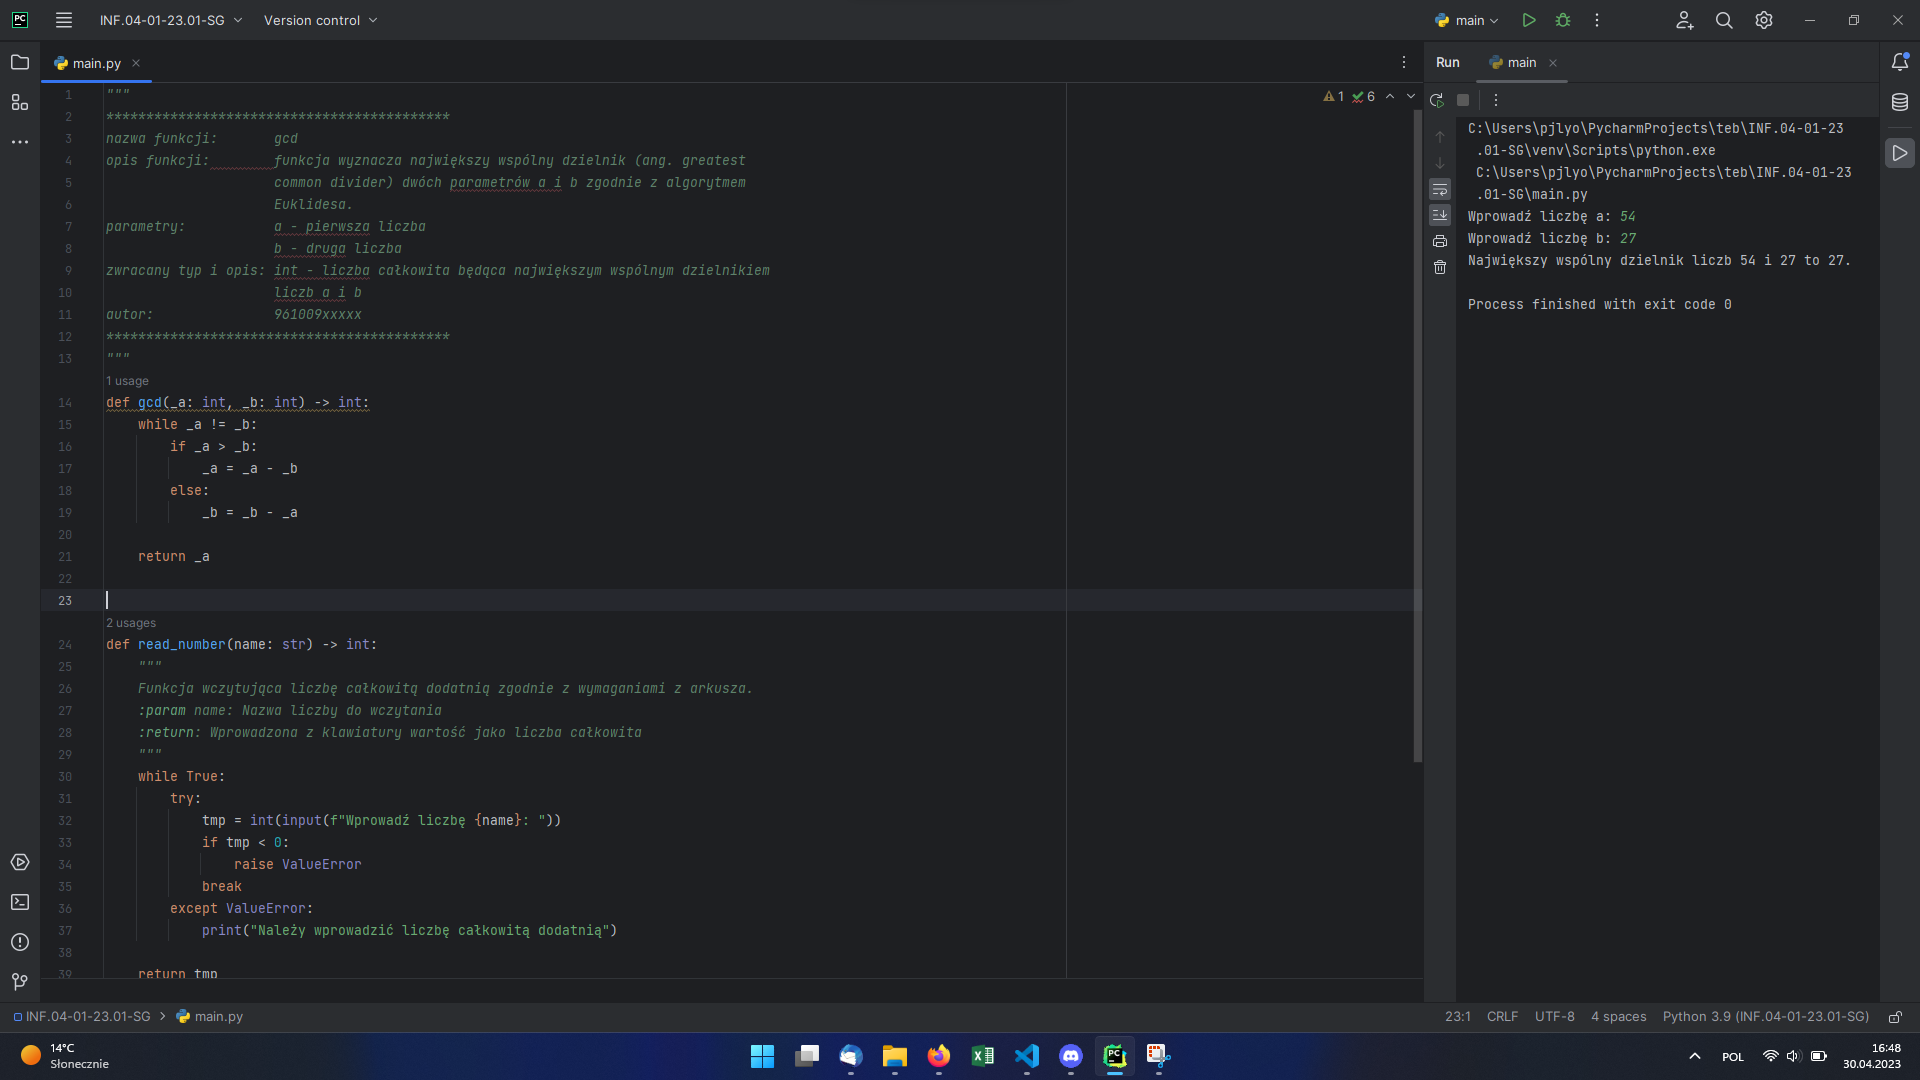 INF.04-01-23.01-SG Version control main
main.py
Run main
1 6
1 """
2 *******************************************
3 nazwa funkcji: gcd
4 opis funkcji: funkcja wyznacza największy wspólny dzielnik (ang. greatest
5 common divider) dwóch parametrów a i b zgodnie z algorytmem
6 Euklidesa.
7 parametry: a - pierwsza liczba
8 b - druga liczba
9 zwracany typ i opis: int - liczba całkowita będąca największym wspólnym dzielnikiem
10 liczb a i b
11 autor: 961009xxxxx
12 *******************************************
13 """
1 usage
14 def gcd(_a: int, _b: int) -> int:
15 while _a != _b:
16 if _a > _b:
17 _a = _a - _b
18 else:
19 _b = _b - _a
20
21 return _a
22
23
2 usages
24 def read_number(name: str) -> int:
25 """
26 Funkcja wczytująca liczbę całkowitą dodatnią zgodnie z wymaganiami z arkusza.
27 :param name: Nazwa liczby do wczytania
28 :return: Wprowadzona z klawiatury wartość jako liczba całkowita
29 """
30 while True:
31 try:
32 tmp = int(input(f"Wprowadź liczbę {name}: "))
33 if tmp < 0:
34 raise ValueError
35 break
36 except ValueError:
37 print("Należy wprowadzić liczbę całkowitą dodatnią")
38
39 return tmp
C:\Users\pjlyo\PycharmProjects\teb\INF.04-01-23
.01-SG\venv\Scripts\python.exe
C:\Users\pjlyo\PycharmProjects\teb\INF.04-01-23
.01-SG\main.py
Wprowadź liczbę a: 54
Wprowadź liczbę b: 27
Największy wspólny dzielnik liczb 54 i 27 to 27.
Process finished with exit code 0
INF.04-01-23.01-SG > main.py
23:1 CRLF UTF-8 4 spaces Python 3.9 (INF.04-01-23.01-SG)
14°C
Słonecznie
POL
16:48
30.04.2023